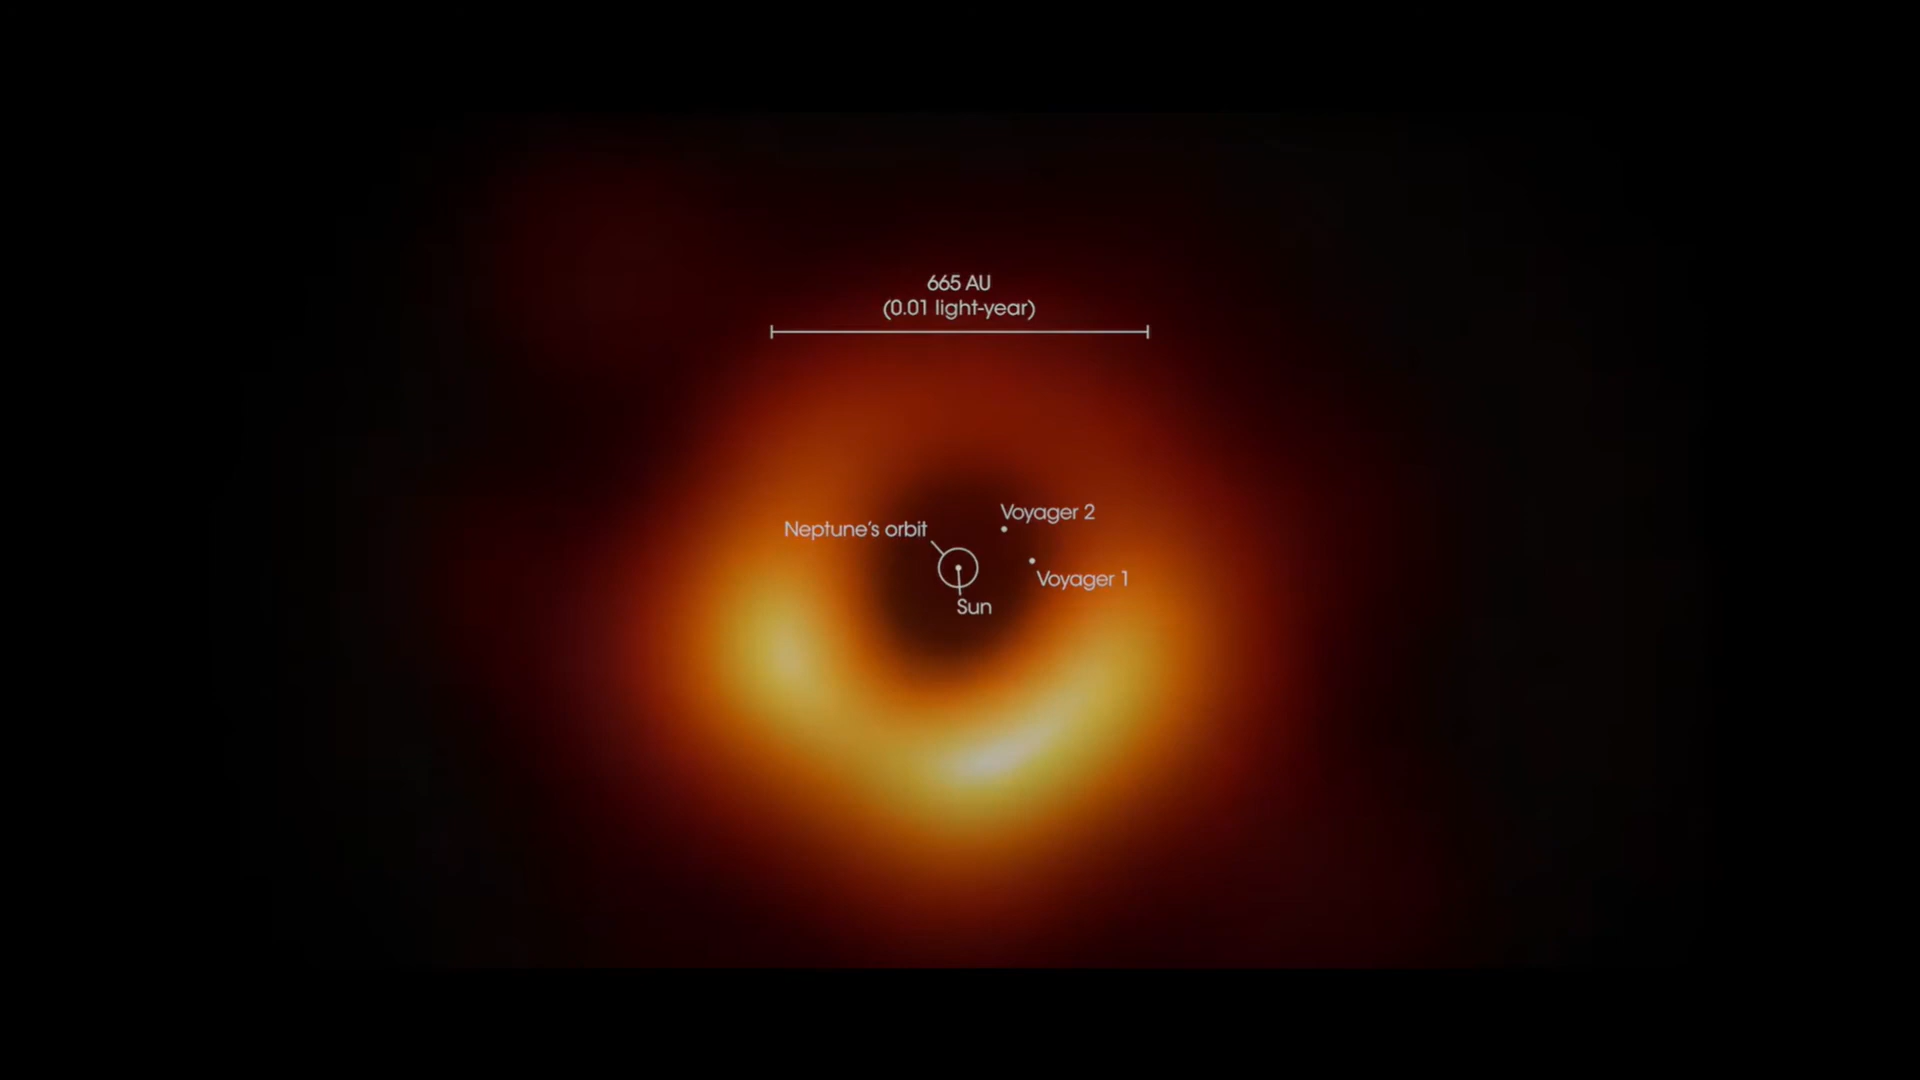 665 AU
(0.01 light-year)
Voyager 2
Neptune's orbit
Voyager 1
Sun